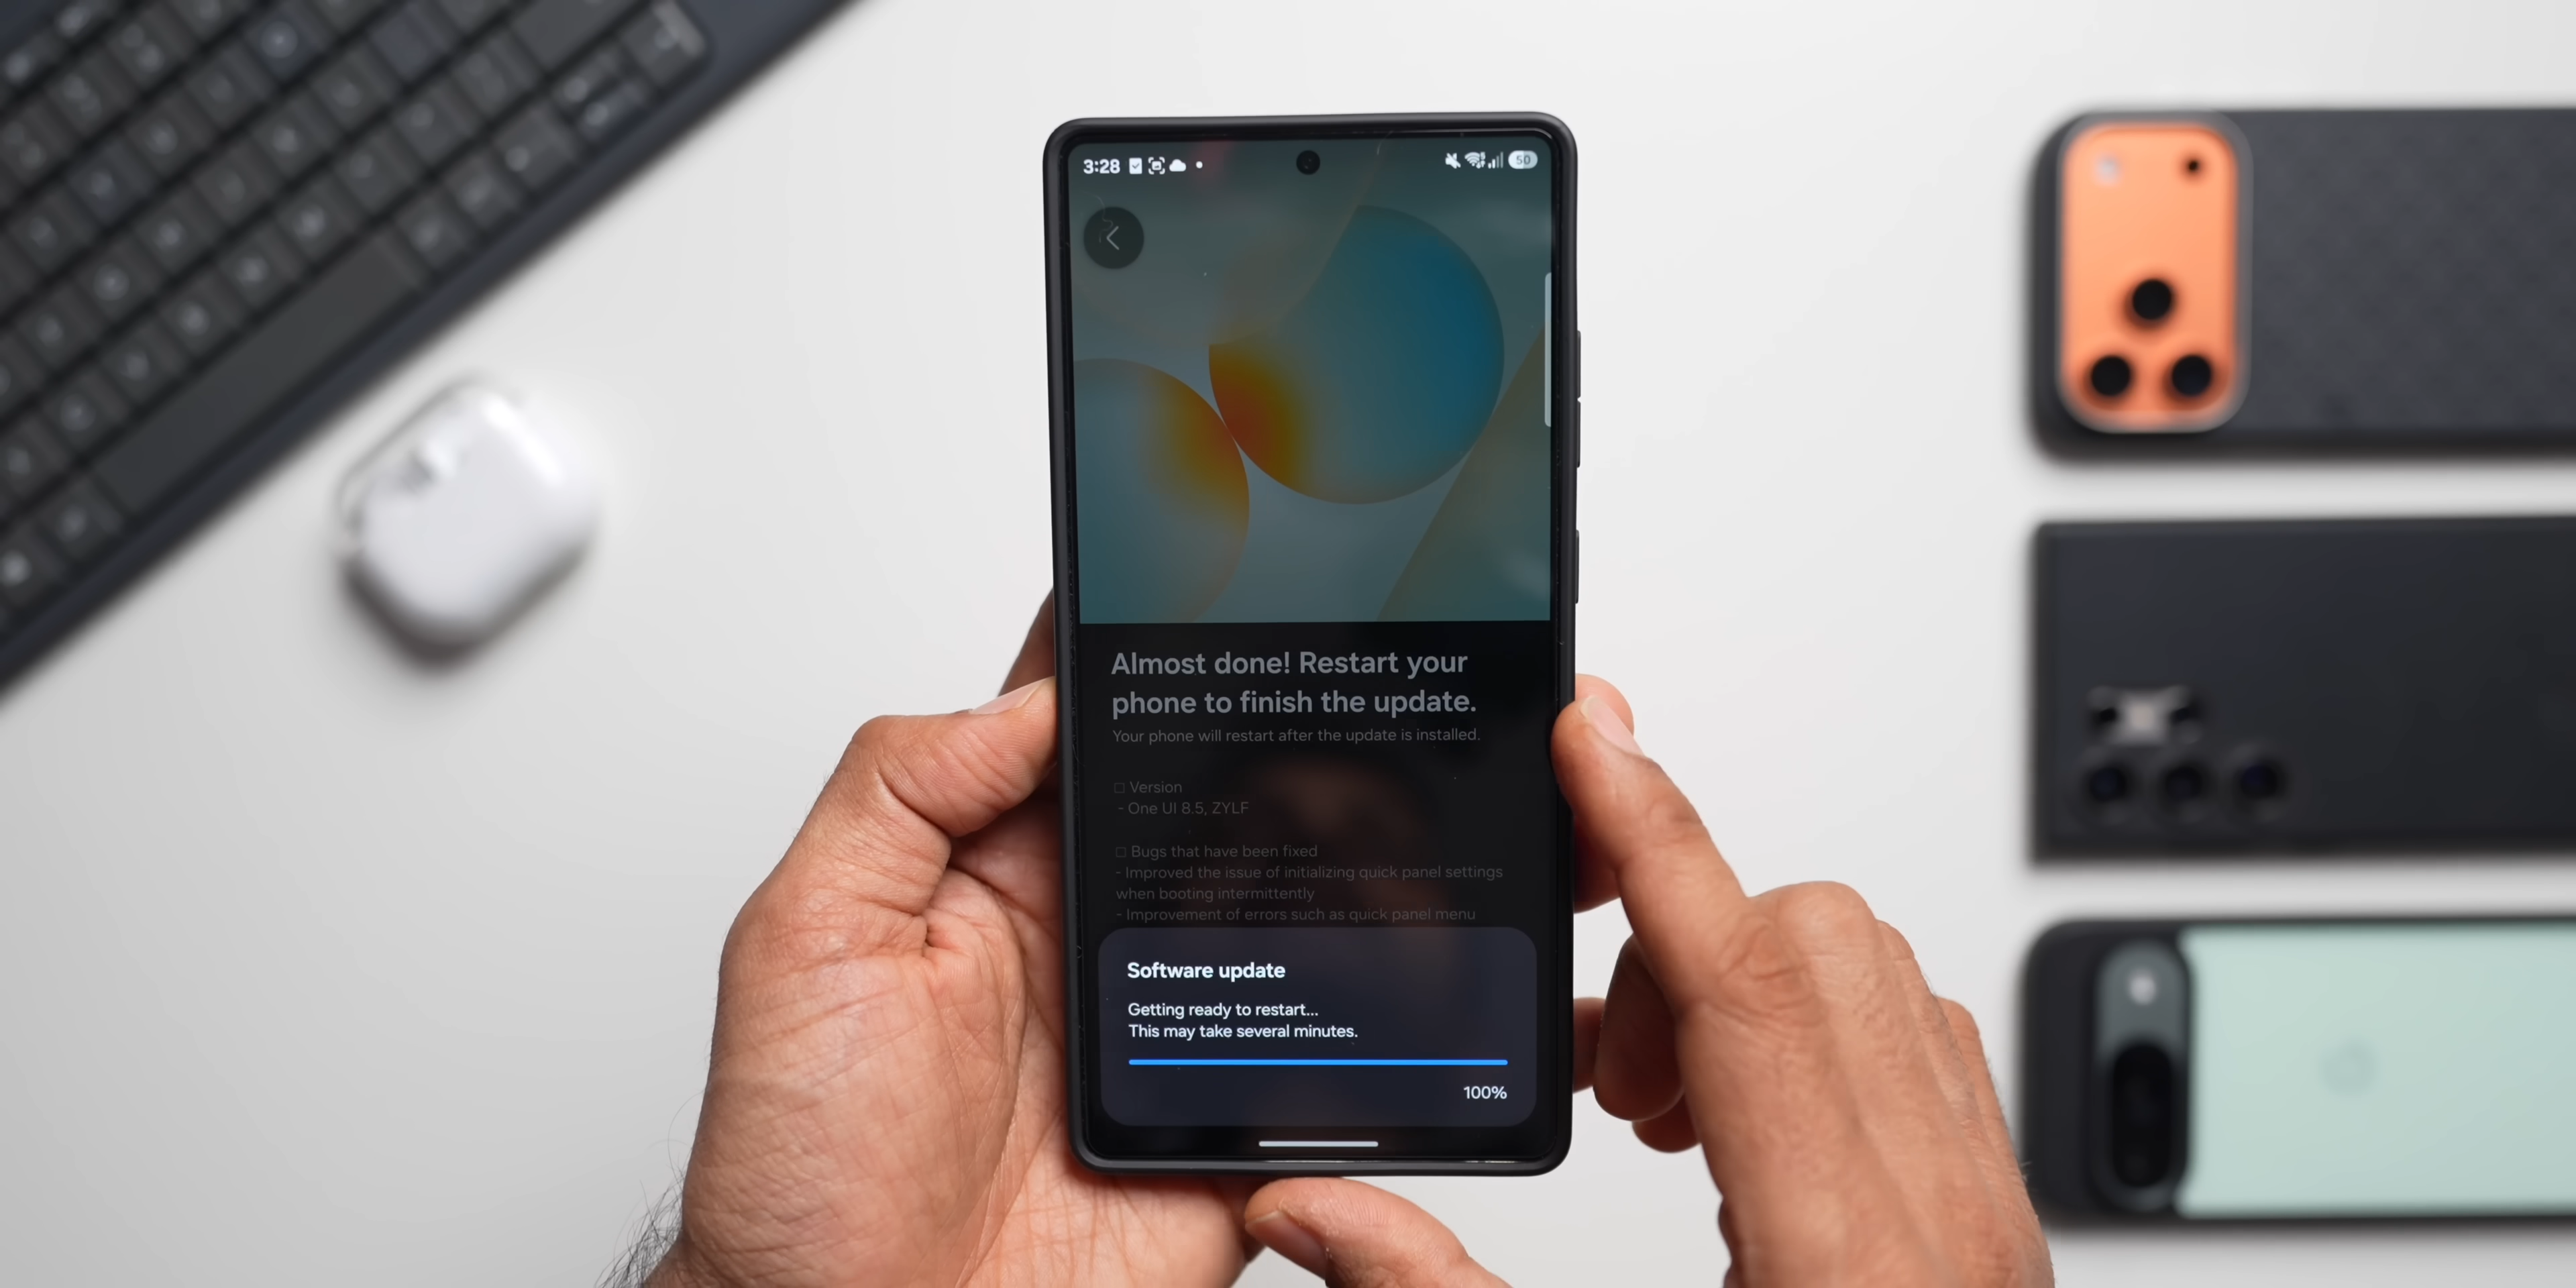 3:28
50
Almost done! Restart your
phone to finish the update.
Your phone will restart after the update is installed.
□ Version
- One UI 8.5, ZYLF
□ Bugs that have been fixed
- Improved the issue of initializing quick panel settings
when booting intermittently
- Improvement of errors such as quick panel menu
Software update
Getting ready to restart...
This may take several minutes.
100%